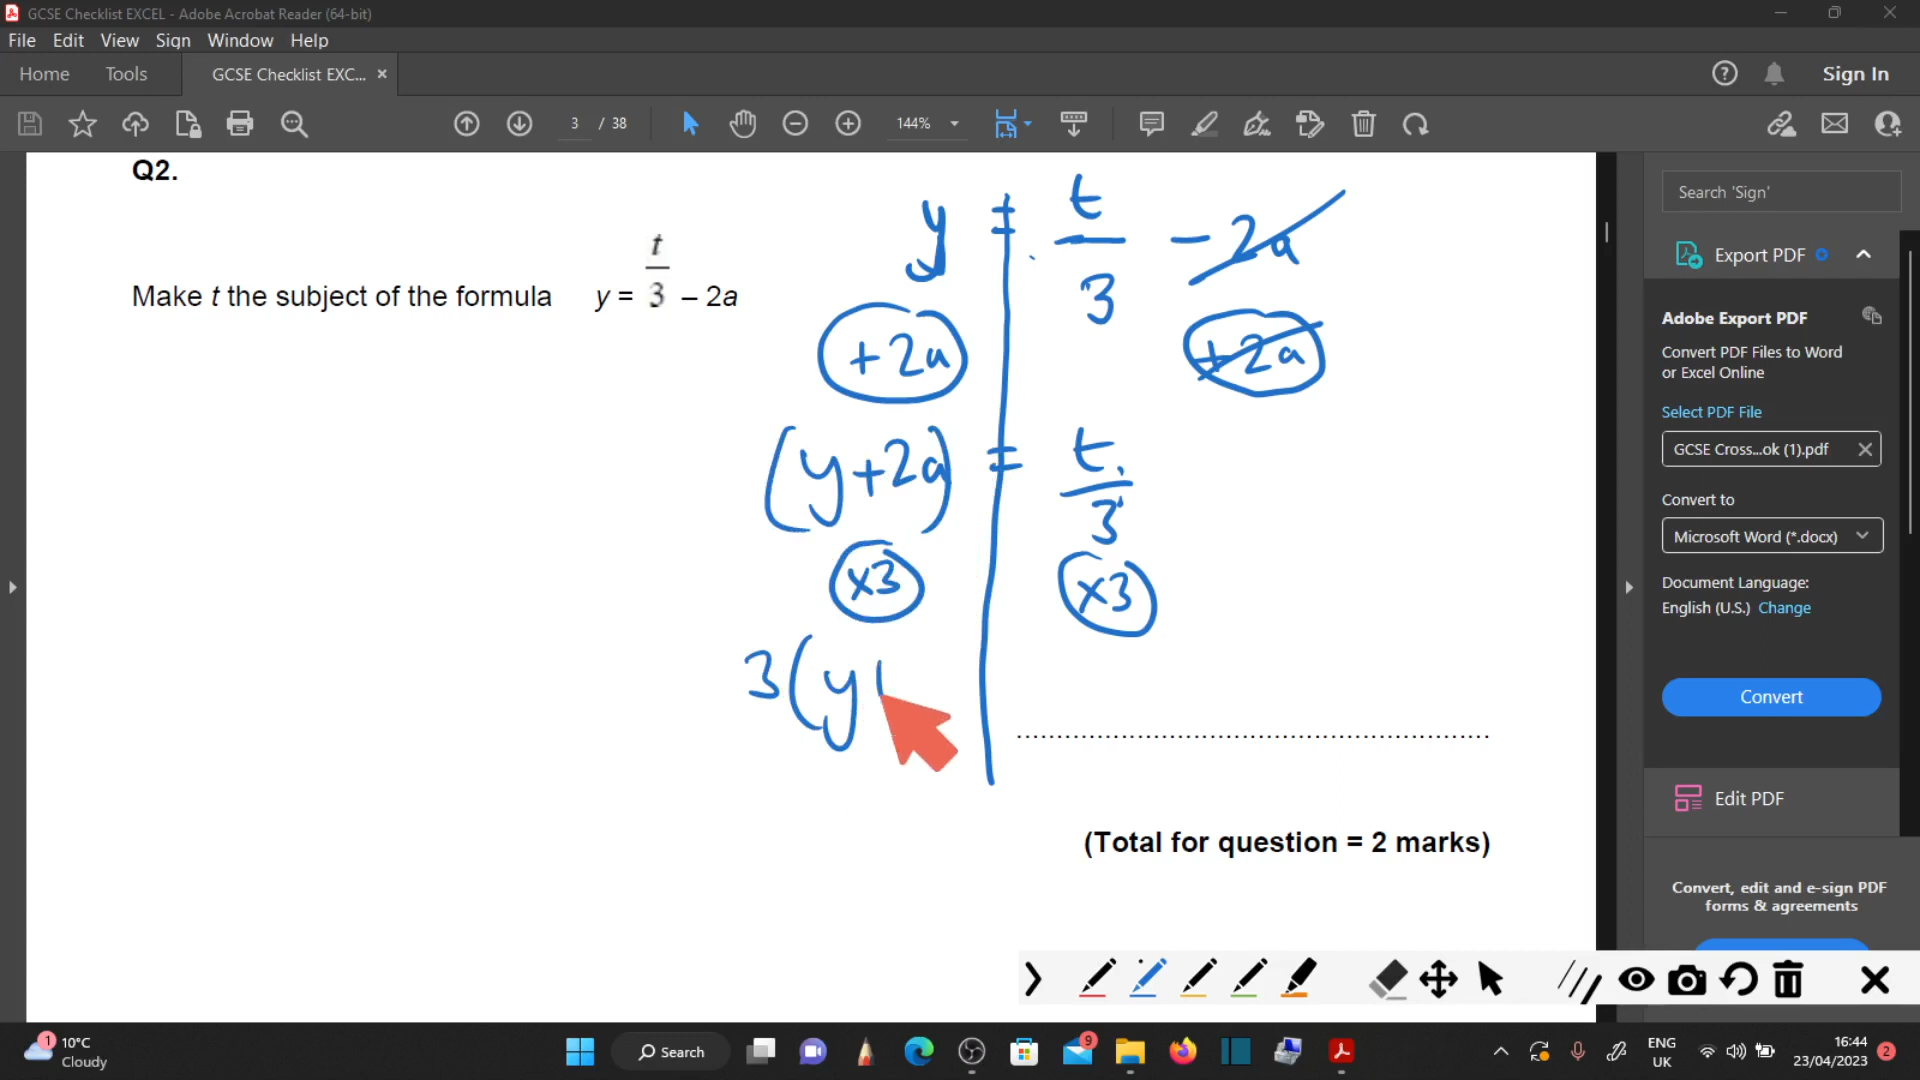 GCSE Checklist EXCEL - Adobe Acrobat Reader (64-bit)
File Edit View Sign Window Help
Home Tools GCSE Checklist EXC... × Sign In
3 / 38 144%
Q2.
Make t the subject of the formula y = t/3 – 2a
y = t/3 - 2a
+2a +2a
(y+2a) = t/3
×3 ×3
3(y
(Total for question = 2 marks)
Search 'Sign'
Export PDF
Adobe Export PDF
Convert PDF Files to Word
or Excel Online
Select PDF File
GCSE Cross...ok (1).pdf
Convert to
Microsoft Word (*.docx)
Document Language:
English (U.S.) Change
Convert
Edit PDF
Convert, edit and e-sign PDF
forms & agreements
1 10°C
Cloudy
Search
9
ENG
UK
16:44
23/04/2023
2